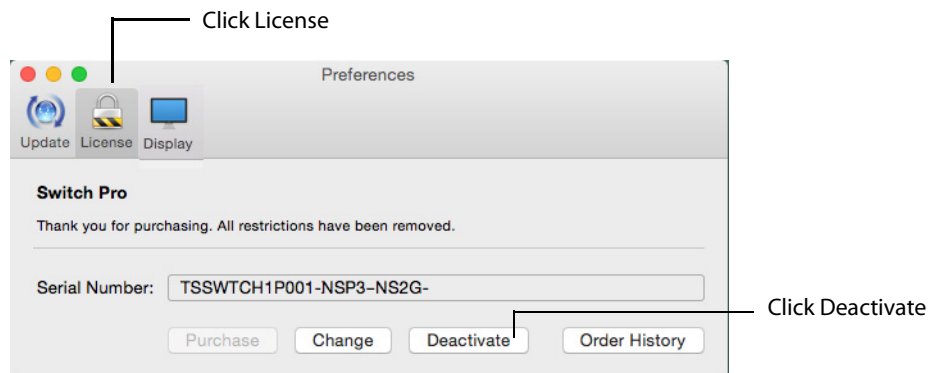 Click License
Preferences
Update License Display
Switch Pro
Thank you for purchasing. All restrictions have been removed.
Serial Number: TSSWTCH1P001-NSP3–NS2G-
Click Deactivate
Purchase Change Deactivate Order History